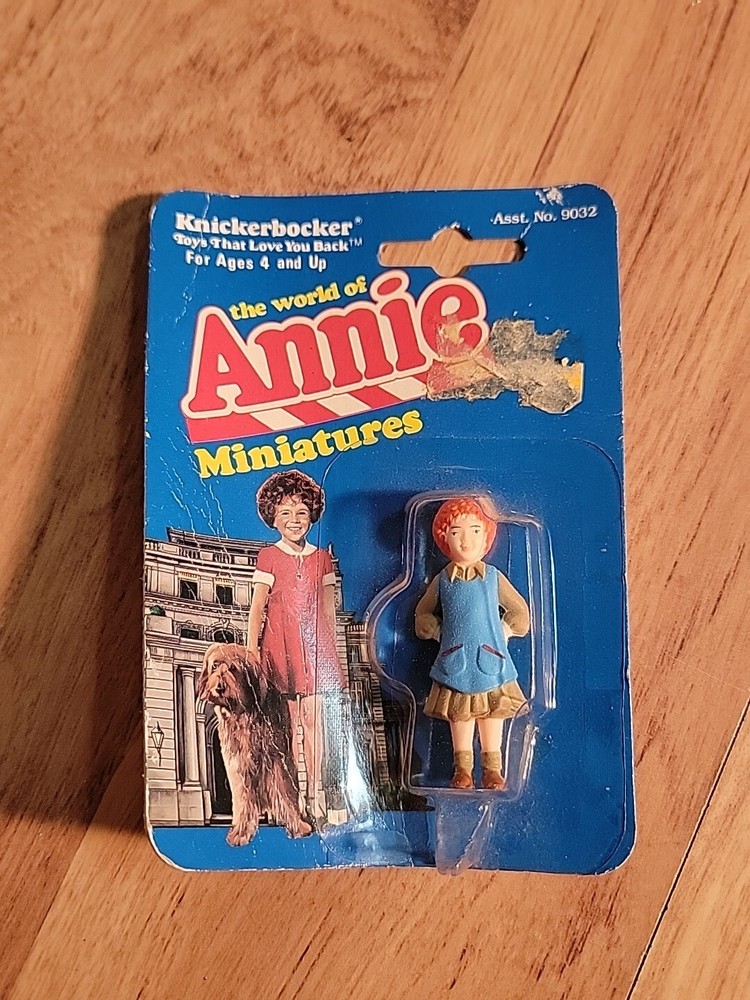 Knickerbocker®
Toys That Love You Back™
For Ages 4 and Up
Asst. No. 9032
the world of
Annie
Miniatures